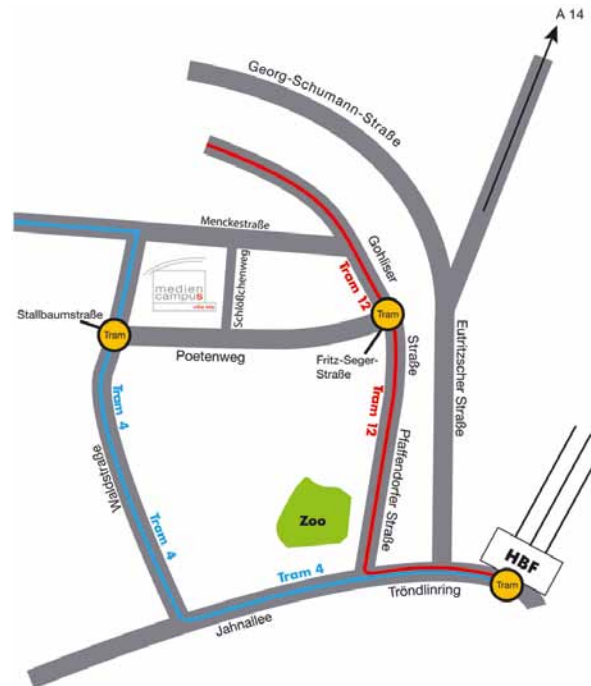 A 14
Georg-Schumann-Straße
Menckestraße
Gohliser
Straße
Tram 12
Schlößchenweg
medien
campus
Stallbaumstraße
Tram
Tram
Poetenweg
Fritz-Seger-
Straße
Eutritzscher Straße
Tram 4
Tram 12
Waldstraße
Pfaffendorfer Straße
Tram 4
Zoo
HBF
Tram
Tram 4
Tröndlinring
Jahnallee